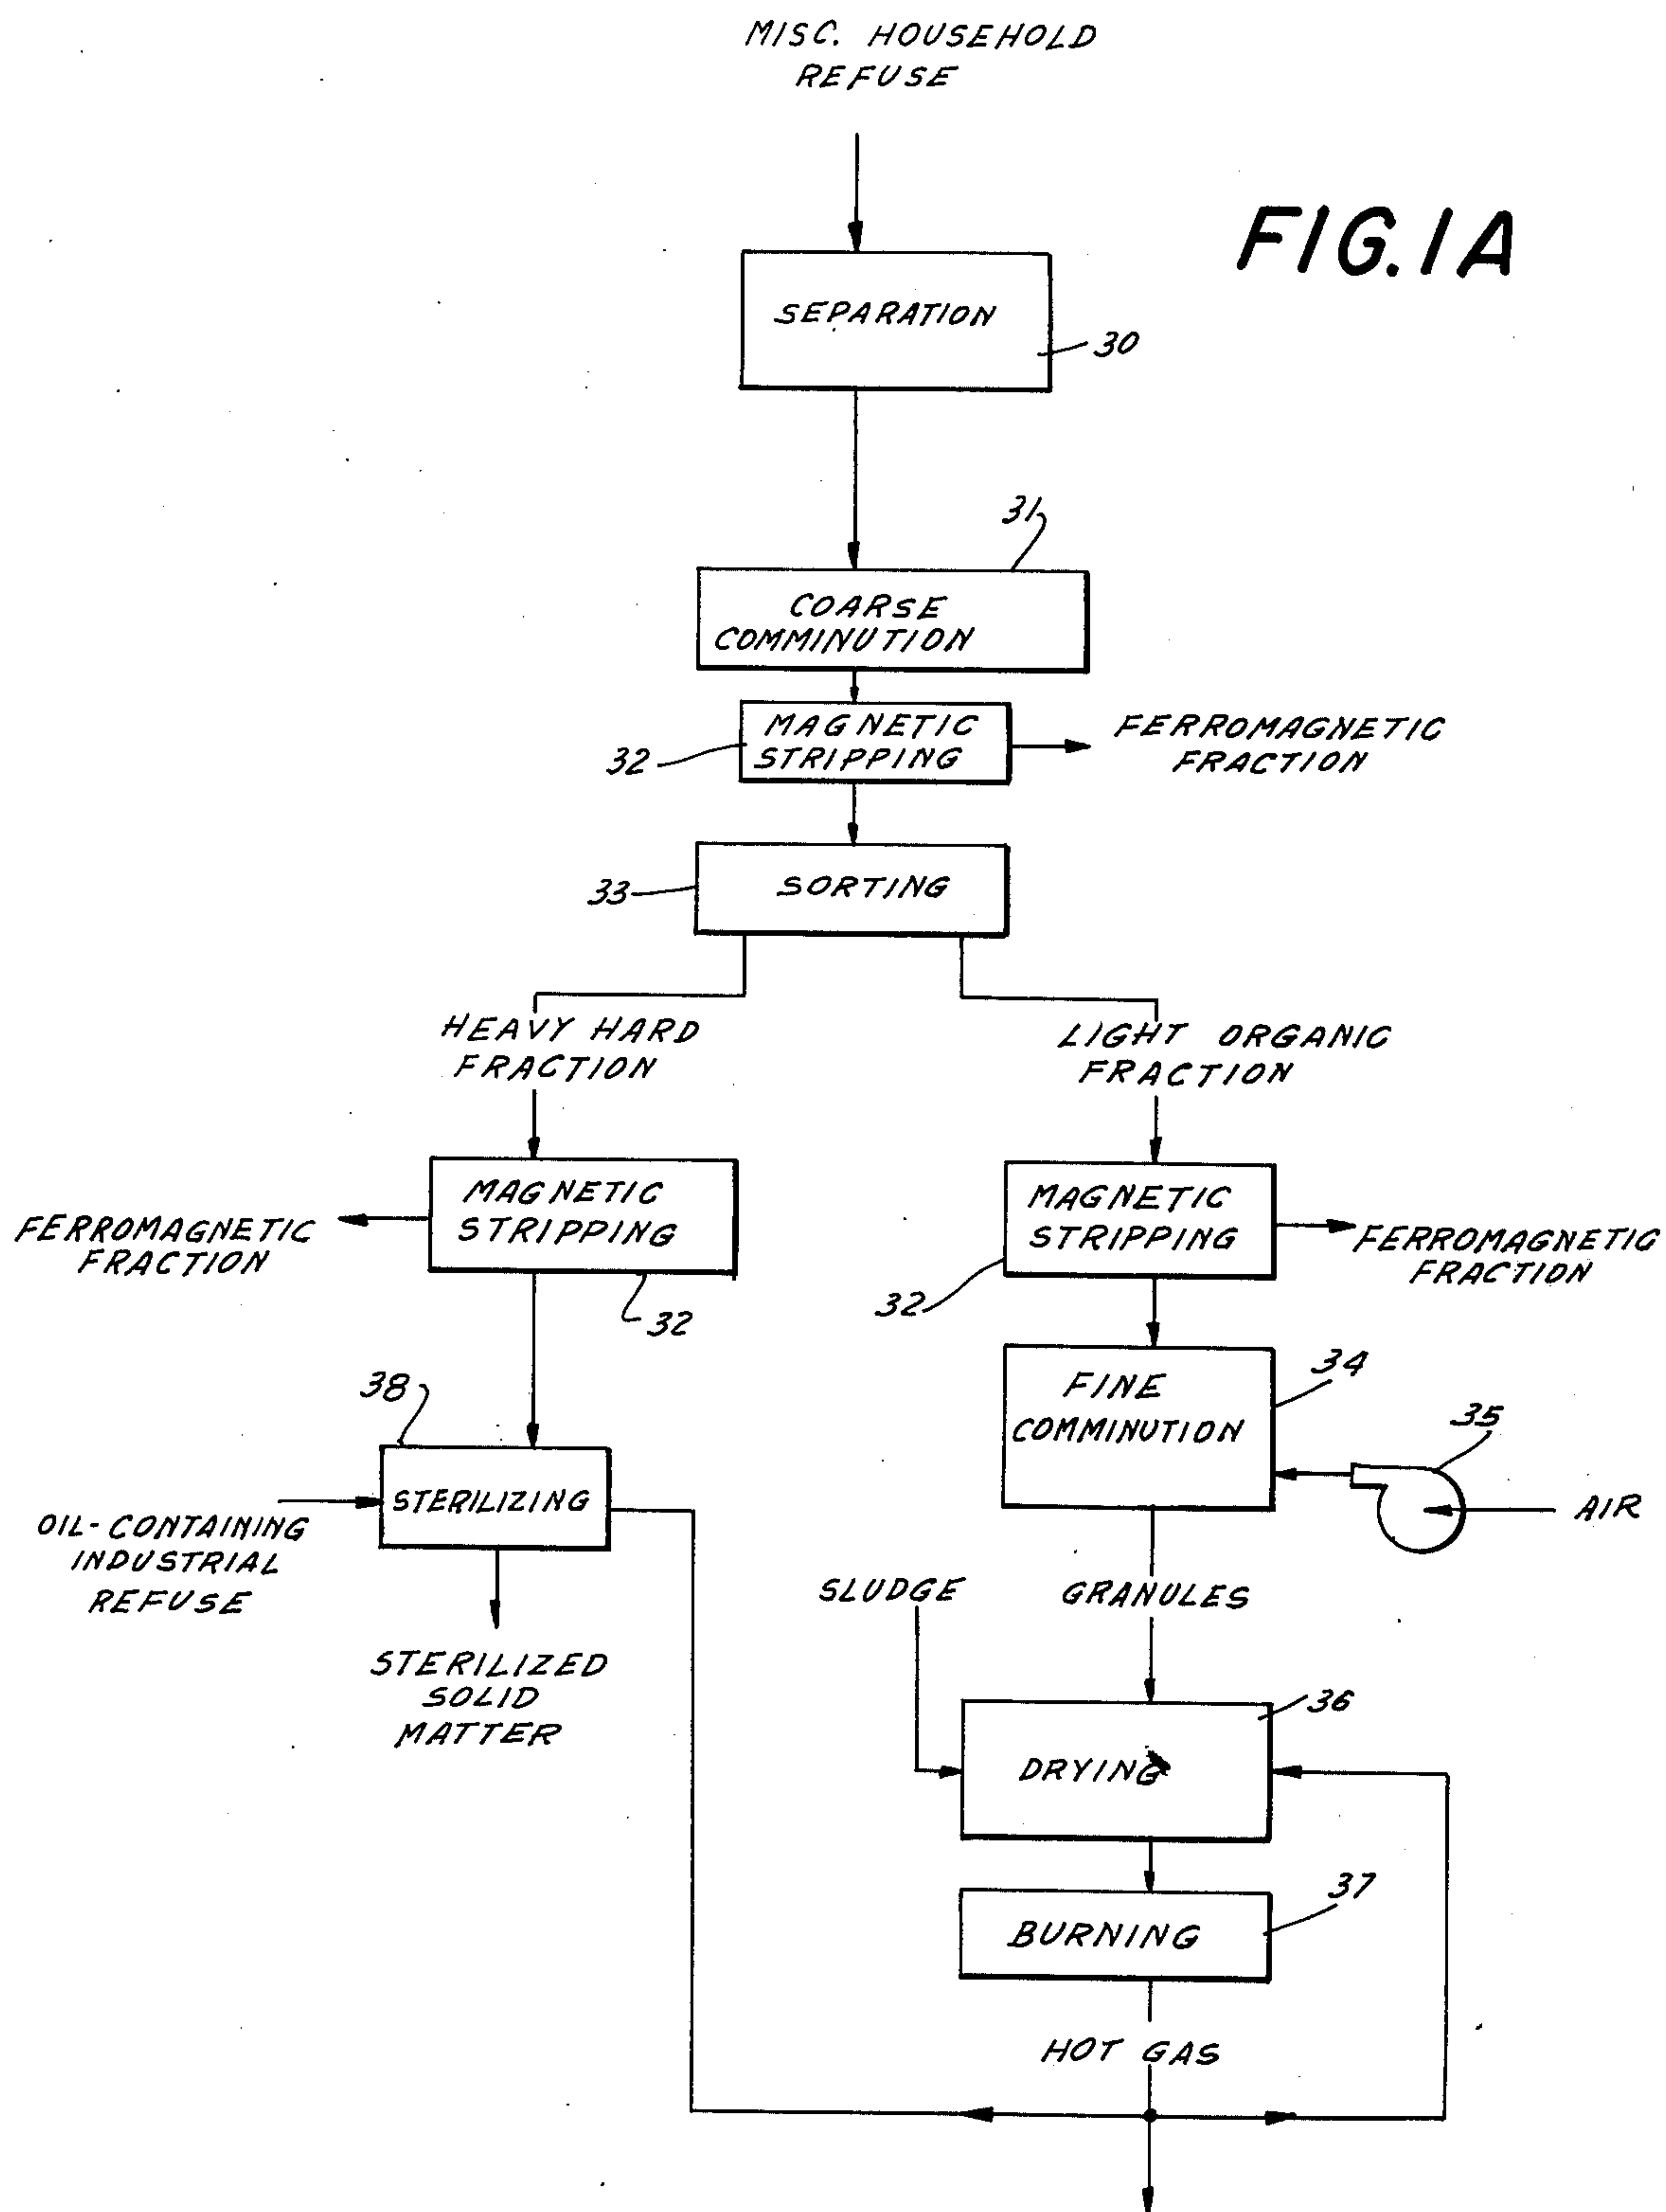 MISC. HOUSEHOLD
REFUSE
FIG. 1A
SEPARATION
30
31
COARSE
COMMINUTION
MAGNETIC
STRIPPING
32
FERROMAGNETIC
FRACTION
33
SORTING
HEAVY HARD
FRACTION
LIGHT ORGANIC
FRACTION
MAGNETIC
STRIPPING
FERROMAGNETIC
FRACTION
32
MAGNETIC
STRIPPING
FERROMAGNETIC
FRACTION
32
38
STERILIZING
OIL-CONTAINING
INDUSTRIAL
REFUSE
STERILIZED
SOLID
MATTER
FINE
COMMINUTION
34
35
AIR
SLUDGE
GRANULES
36
DRYING
37
BURNING
HOT GAS